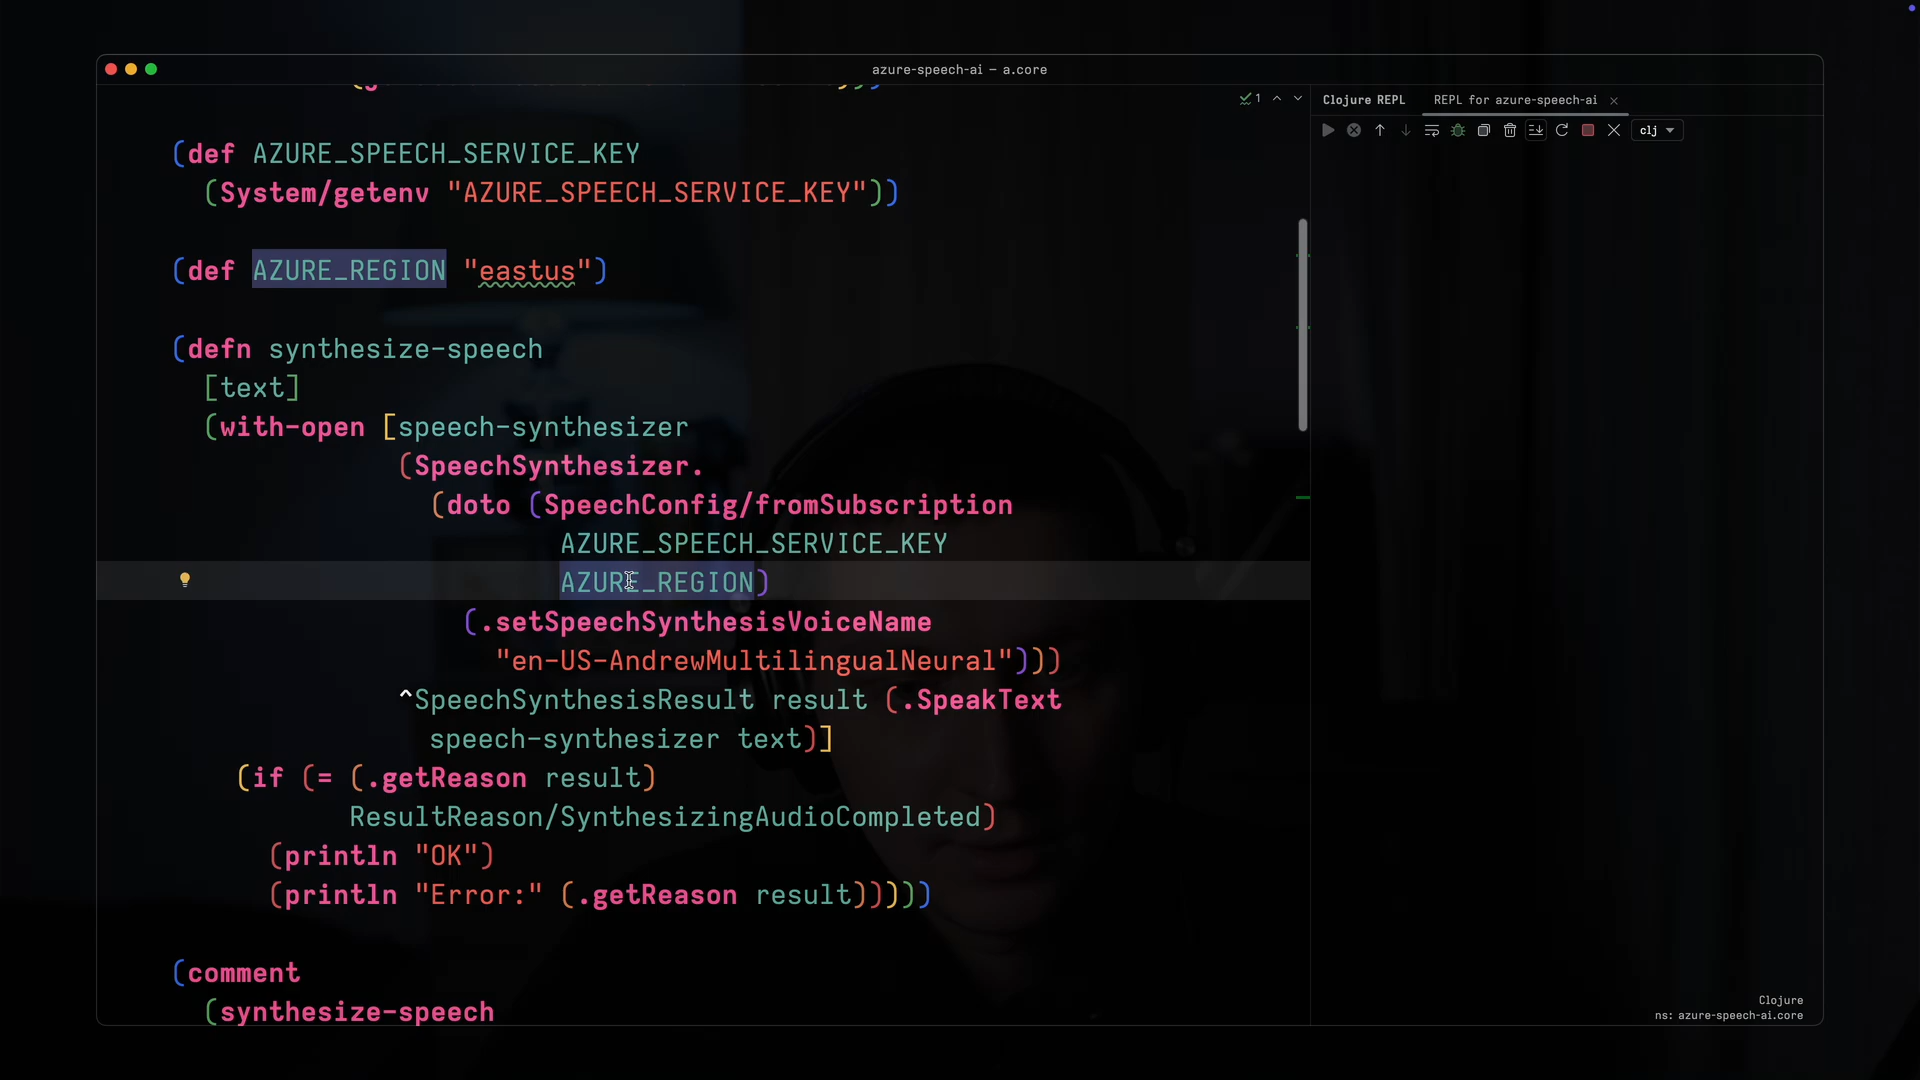 azure-speech-ai – a.core
1
Clojure REPL
REPL for azure-speech-ai
clj
(def AZURE_SPEECH_SERVICE_KEY
(System/getenv "AZURE_SPEECH_SERVICE_KEY"))
(def AZURE_REGION "eastus")
(defn synthesize-speech
[text]
(with-open [speech-synthesizer
(SpeechSynthesizer.
(doto (SpeechConfig/fromSubscription
AZURE_SPEECH_SERVICE_KEY
AZURE_REGION)
(.setSpeechSynthesisVoiceName
"en-US-AndrewMultilingualNeural")))
^SpeechSynthesisResult result (.SpeakText
speech-synthesizer text)]
(if (= (.getReason result)
ResultReason/SynthesizingAudioCompleted)
(println "OK")
(println "Error:" (.getReason result)))))
(comment
(synthesize-speech
Clojure
ns: azure-speech-ai.core